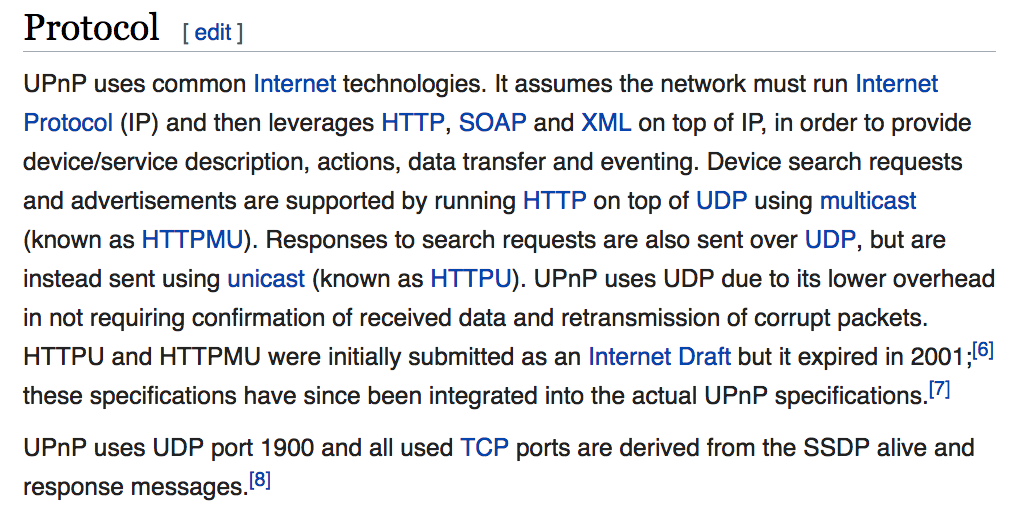 Protocol [ edit ]
UPnP uses common Internet technologies. It assumes the network must run Internet
Protocol (IP) and then leverages HTTP, SOAP and XML on top of IP, in order to provide
device/service description, actions, data transfer and eventing. Device search requests
and advertisements are supported by running HTTP on top of UDP using multicast
(known as HTTPMU). Responses to search requests are also sent over UDP, but are
instead sent using unicast (known as HTTPU). UPnP uses UDP due to its lower overhead
in not requiring confirmation of received data and retransmission of corrupt packets.
HTTPU and HTTPMU were initially submitted as an Internet Draft but it expired in 2001;[6]
these specifications have since been integrated into the actual UPnP specifications.[7]
UPnP uses UDP port 1900 and all used TCP ports are derived from the SSDP alive and
response messages.[8]